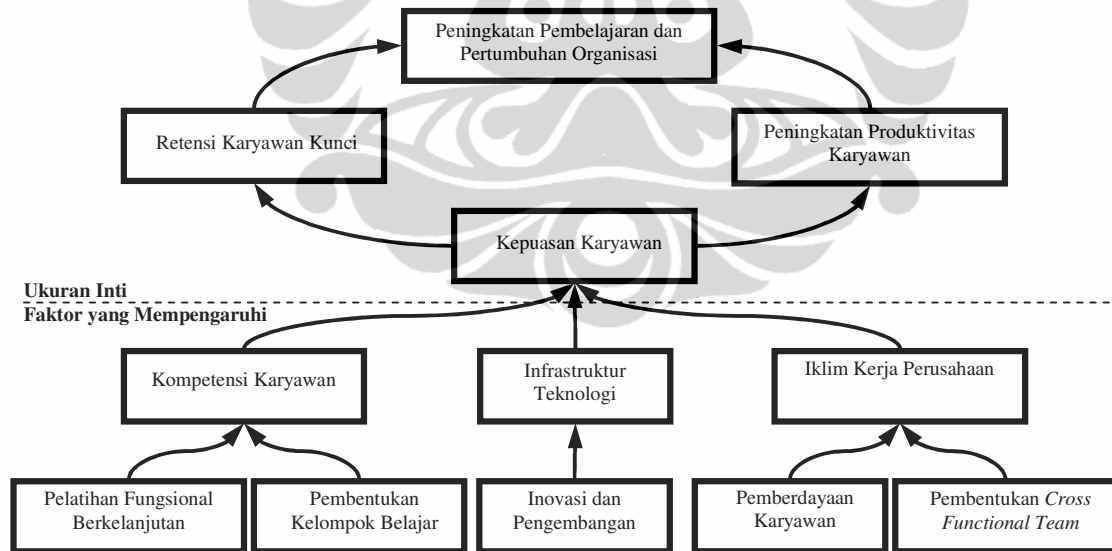 Peningkatan Pembelajaran dan
Pertumbuhan Organisasi
Retensi Karyawan Kunci
Peningkatan Produktivitas
Karyawan
Kepuasan Karyawan
Ukuran Inti
Faktor yang Mempengaruhi
Kompetensi Karyawan
Infrastruktur
Teknologi
Iklim Kerja Perusahaan
Pelatihan Fungsional
Berkelanjutan
Pembentukan
Kelompok Belajar
Inovasi dan
Pengembangan
Pemberdayaan
Karyawan
Pembentukan Cross
Functional Team